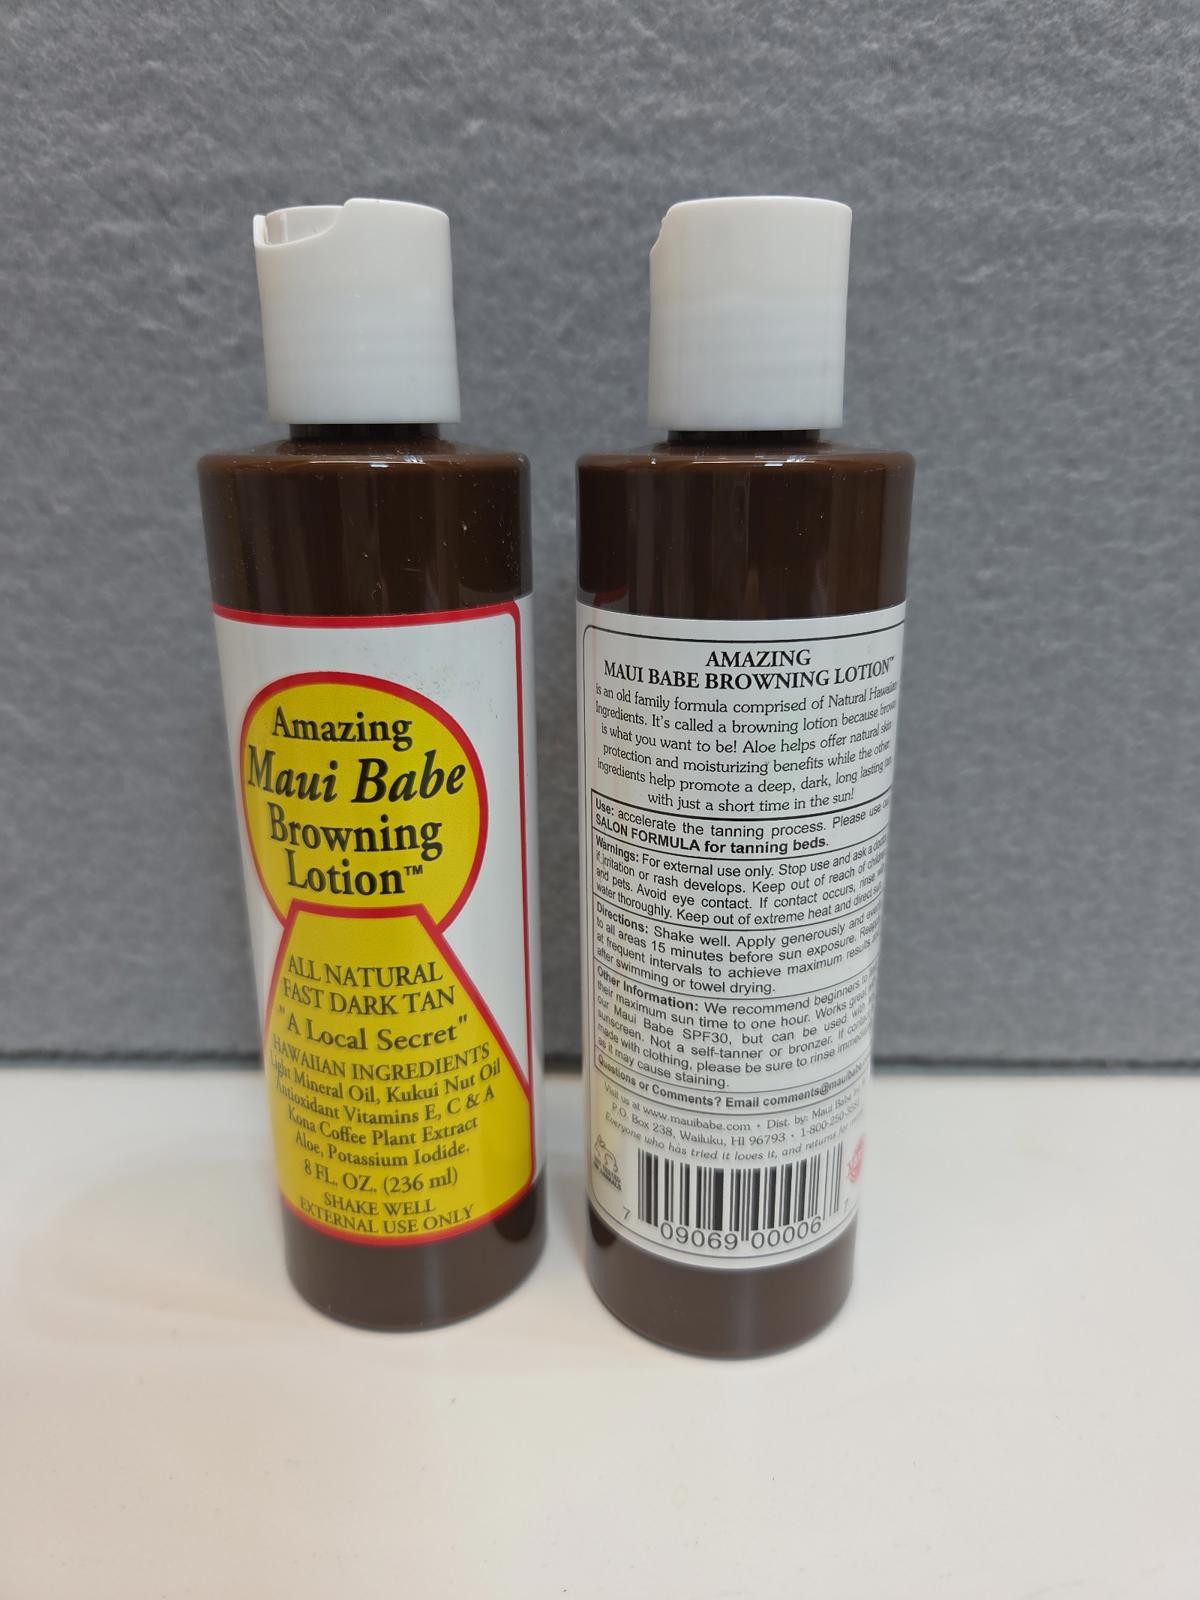 Amazing
Maui Babe
Browning
Lotion™
ALL NATURAL
FAST DARK TAN
"A Local Secret"
HAWAIIAN INGREDIENTS
Light Mineral Oil, Kukui Nut Oil
Antioxidant Vitamins E, C & A
Kona Coffee Plant Extract
Aloe, Potassium Iodide.
8 FL. OZ. (236 ml)
SHAKE WELL
EXTERNAL USE ONLY
AMAZING
MAUI BABE BROWNING LOTION™
is an old family formula comprised of Natural Hawaiian
Ingredients. It's called a browning lotion because brown
is what you want to be! Aloe helps offer natural skin
protection and moisturizing benefits while the other
ingredients help promote a deep, dark, long lasting tan
with just a short time in the sun!
Use: accelerate the tanning process. Please use our
SALON FORMULA for tanning beds.
Warnings: For external use only. Stop use and ask a doctor
if irritation or rash develops. Keep out of reach of children
and pets. Avoid eye contact. If contact occurs, rinse with
water thoroughly. Keep out of extreme heat and direct sun.
Directions: Shake well. Apply generously and evenly
to all areas 15 minutes before sun exposure. Reapply
at frequent intervals to achieve maximum results
after swimming or towel drying.
Other Information: We recommend beginners to
their maximum sun time to one hour. Works great
our Maui Babe SPF30, but can be used with
sunscreen. Not a self-tanner or bronzer. If contact
made with clothing, please be sure to rinse immediately
as it may cause staining.
Questions or Comments? Email comments@mauibabe
Visit us at www.mauibabe.com • Dist. by: Maui Babe
P.O. Box 238, Wailuku, HI 96793 • 1-800-250-
Everyone who has tried it loves it, and returns for
7 09069 00006 7